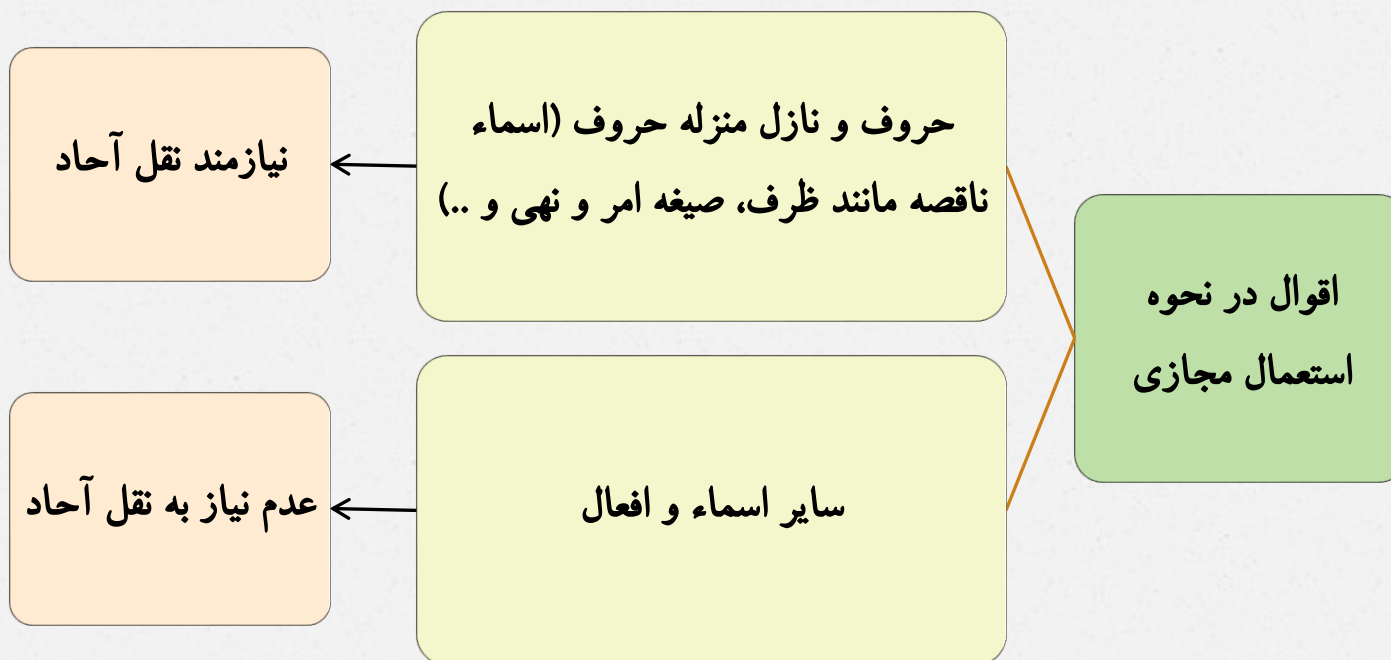 اقوال در نحوه
استعمال مجازی
حروف و نازل منزله حروف (اسماء
ناقصه مانند ظرف، صیغه امر و نهی و ..)
نیازمند نقل آحاد
سایر اسماء و افعال
عدم نیاز به نقل آحاد